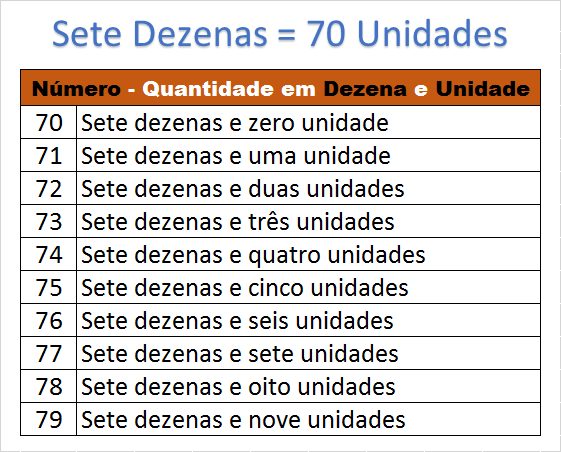 Sete Dezenas = 70 Unidades
Número - Quantidade em Dezena e Unidade
70 Sete dezenas e zero unidade
71 Sete dezenas e uma unidade
72 Sete dezenas e duas unidades
73 Sete dezenas e três unidades
74 Sete dezenas e quatro unidades
75 Sete dezenas e cinco unidades
76 Sete dezenas e seis unidades
77 Sete dezenas e sete unidades
78 Sete dezenas e oito unidades
79 Sete dezenas e nove unidades